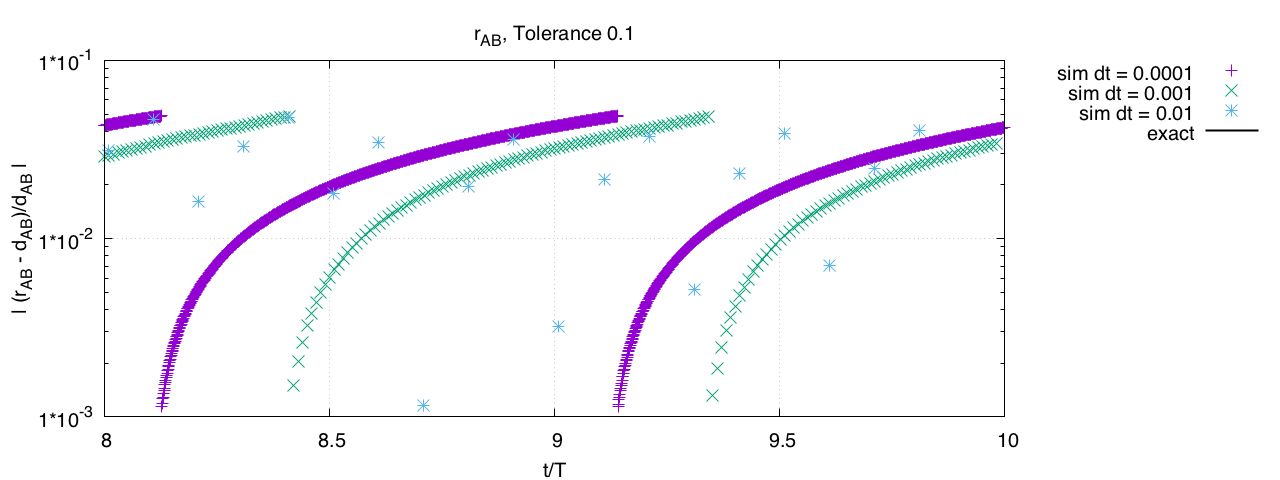 r_AB, Tolerance 0.1
| (r_AB - d_AB)/d_AB |
1*10^-1
1*10^-2
1*10^-3
8
8.5
9
9.5
10
t/T
sim dt = 0.0001
sim dt = 0.001
sim dt = 0.01
exact